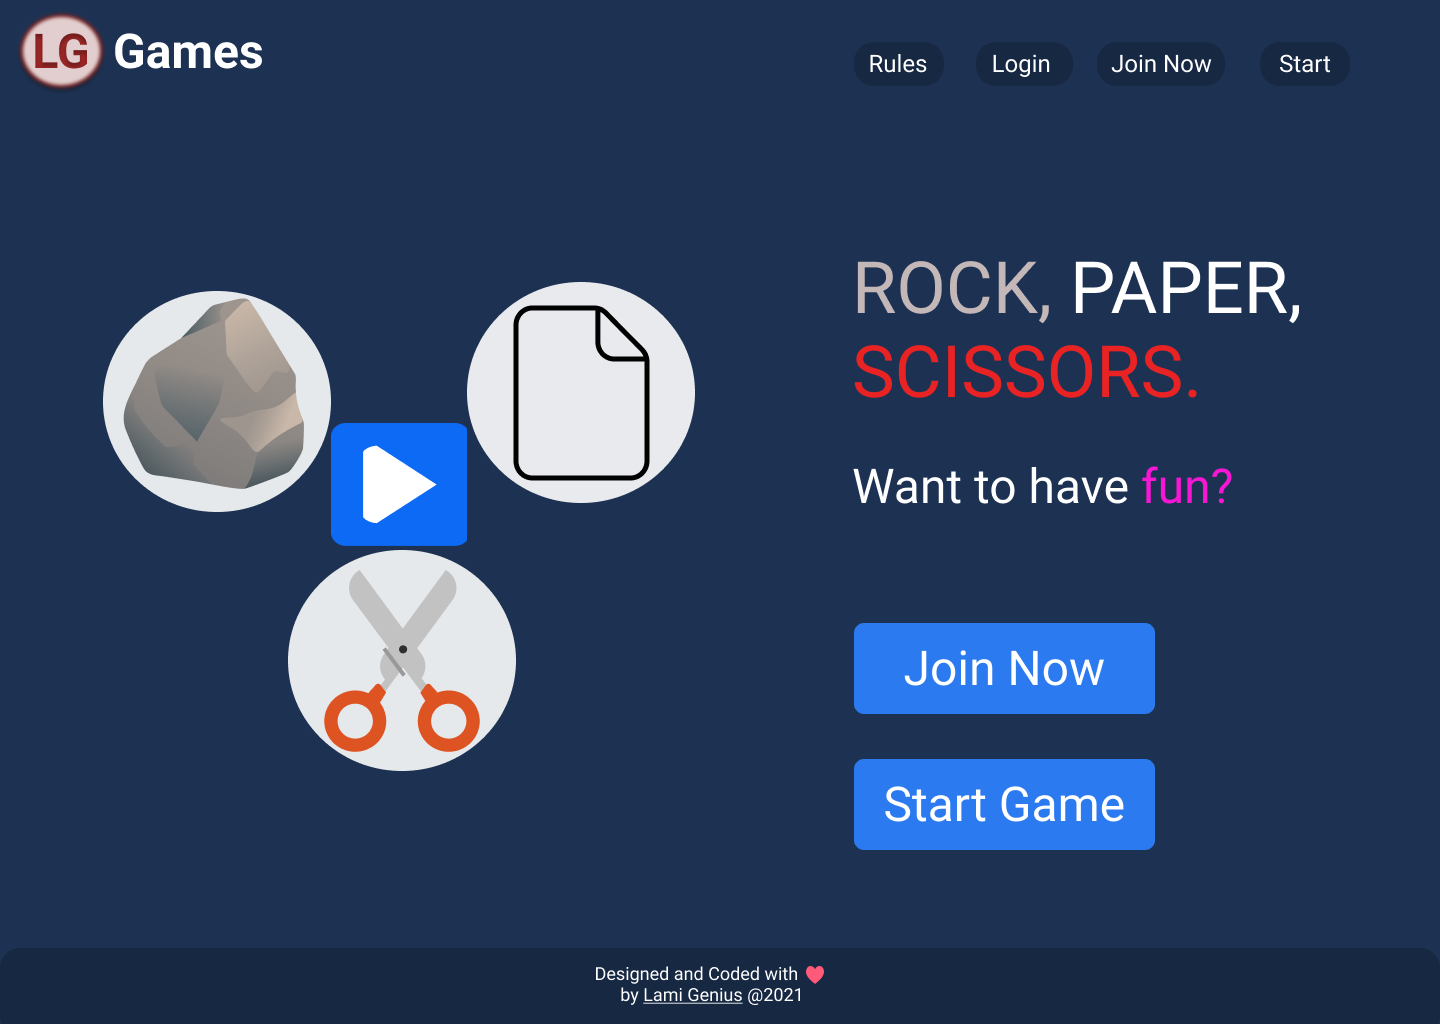 LG Games
Rules Login Join Now Start
ROCK, PAPER,
SCISSORS.
Want to have fun?
Join Now
Start Game
Designed and Coded with
by Lami Genius @2021